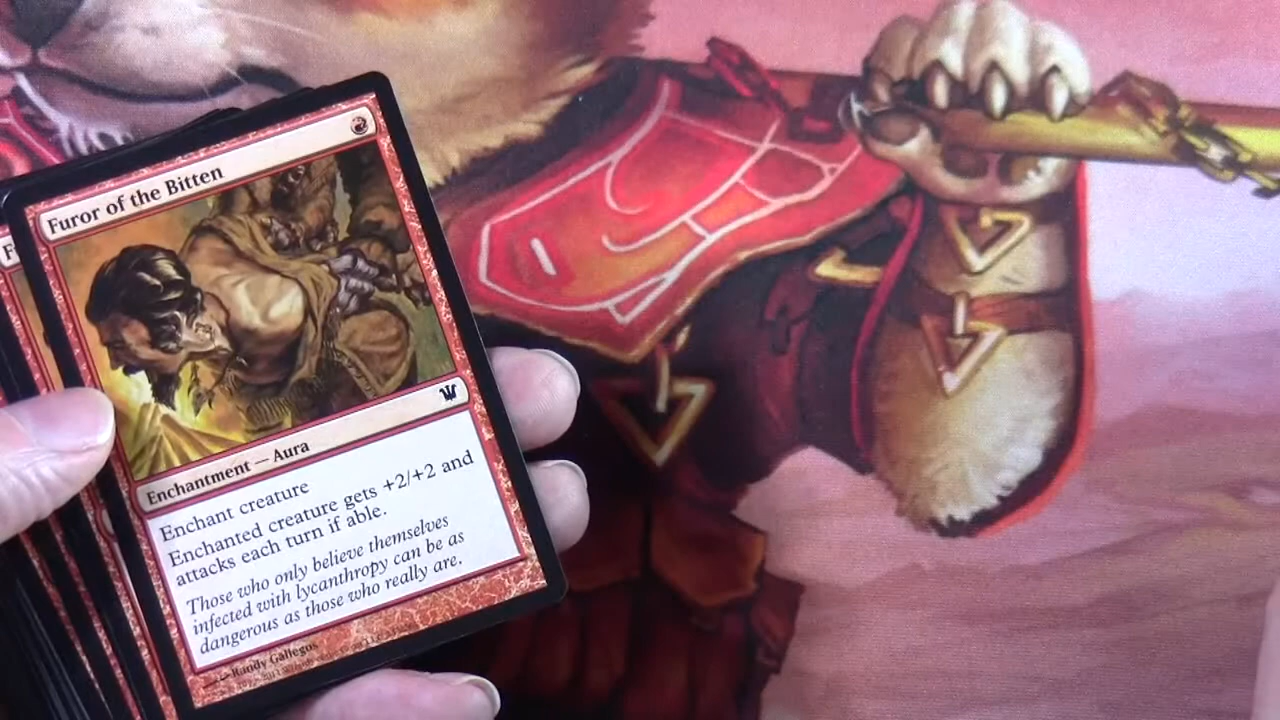 Furor of the Bitten
Enchantment — Aura
Enchant creature
Enchanted creature gets +2/+2 and
attacks each turn if able.
Those who only believe themselves
infected with lycanthropy can be as
dangerous as those who really are.
Randy Gallegos